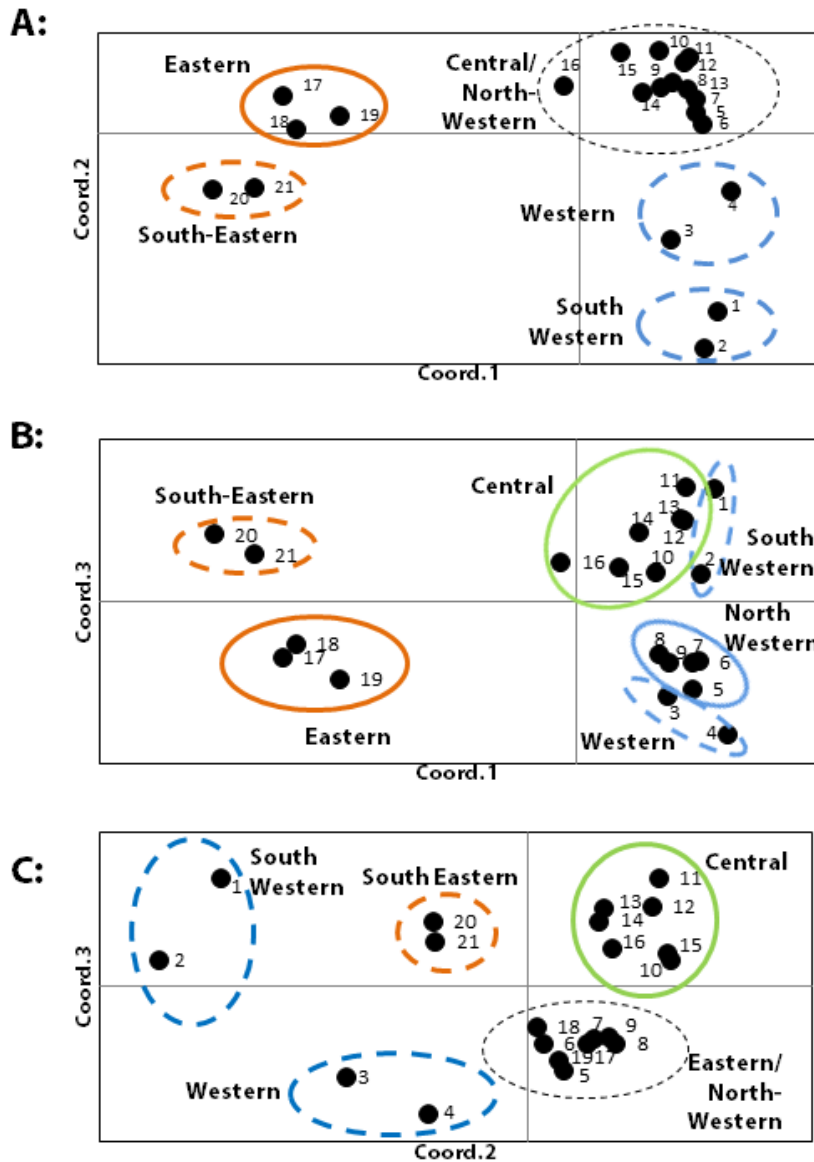 A:
Eastern
17
18
19
20
21
South-Eastern
Central/
North-
Western
16
15
10
11
12
9
8
13
14
7
5
6
Western
4
3
South
Western
1
2
Coord.2
Coord.1
B:
South-Eastern
20
21
Central
11
1
13
14
12
2
16
15
10
South
Western
North
Western
18
17
19
Eastern
8
9
7
6
5
3
4
Western
Coord.3
Coord.1
C:
South
Western
1
2
South Eastern
20
21
Central
11
13
12
14
16
15
10
18
7
9
6
8
19
17
5
Eastern/
North-
Western
Western
3
4
Coord.3
Coord.2